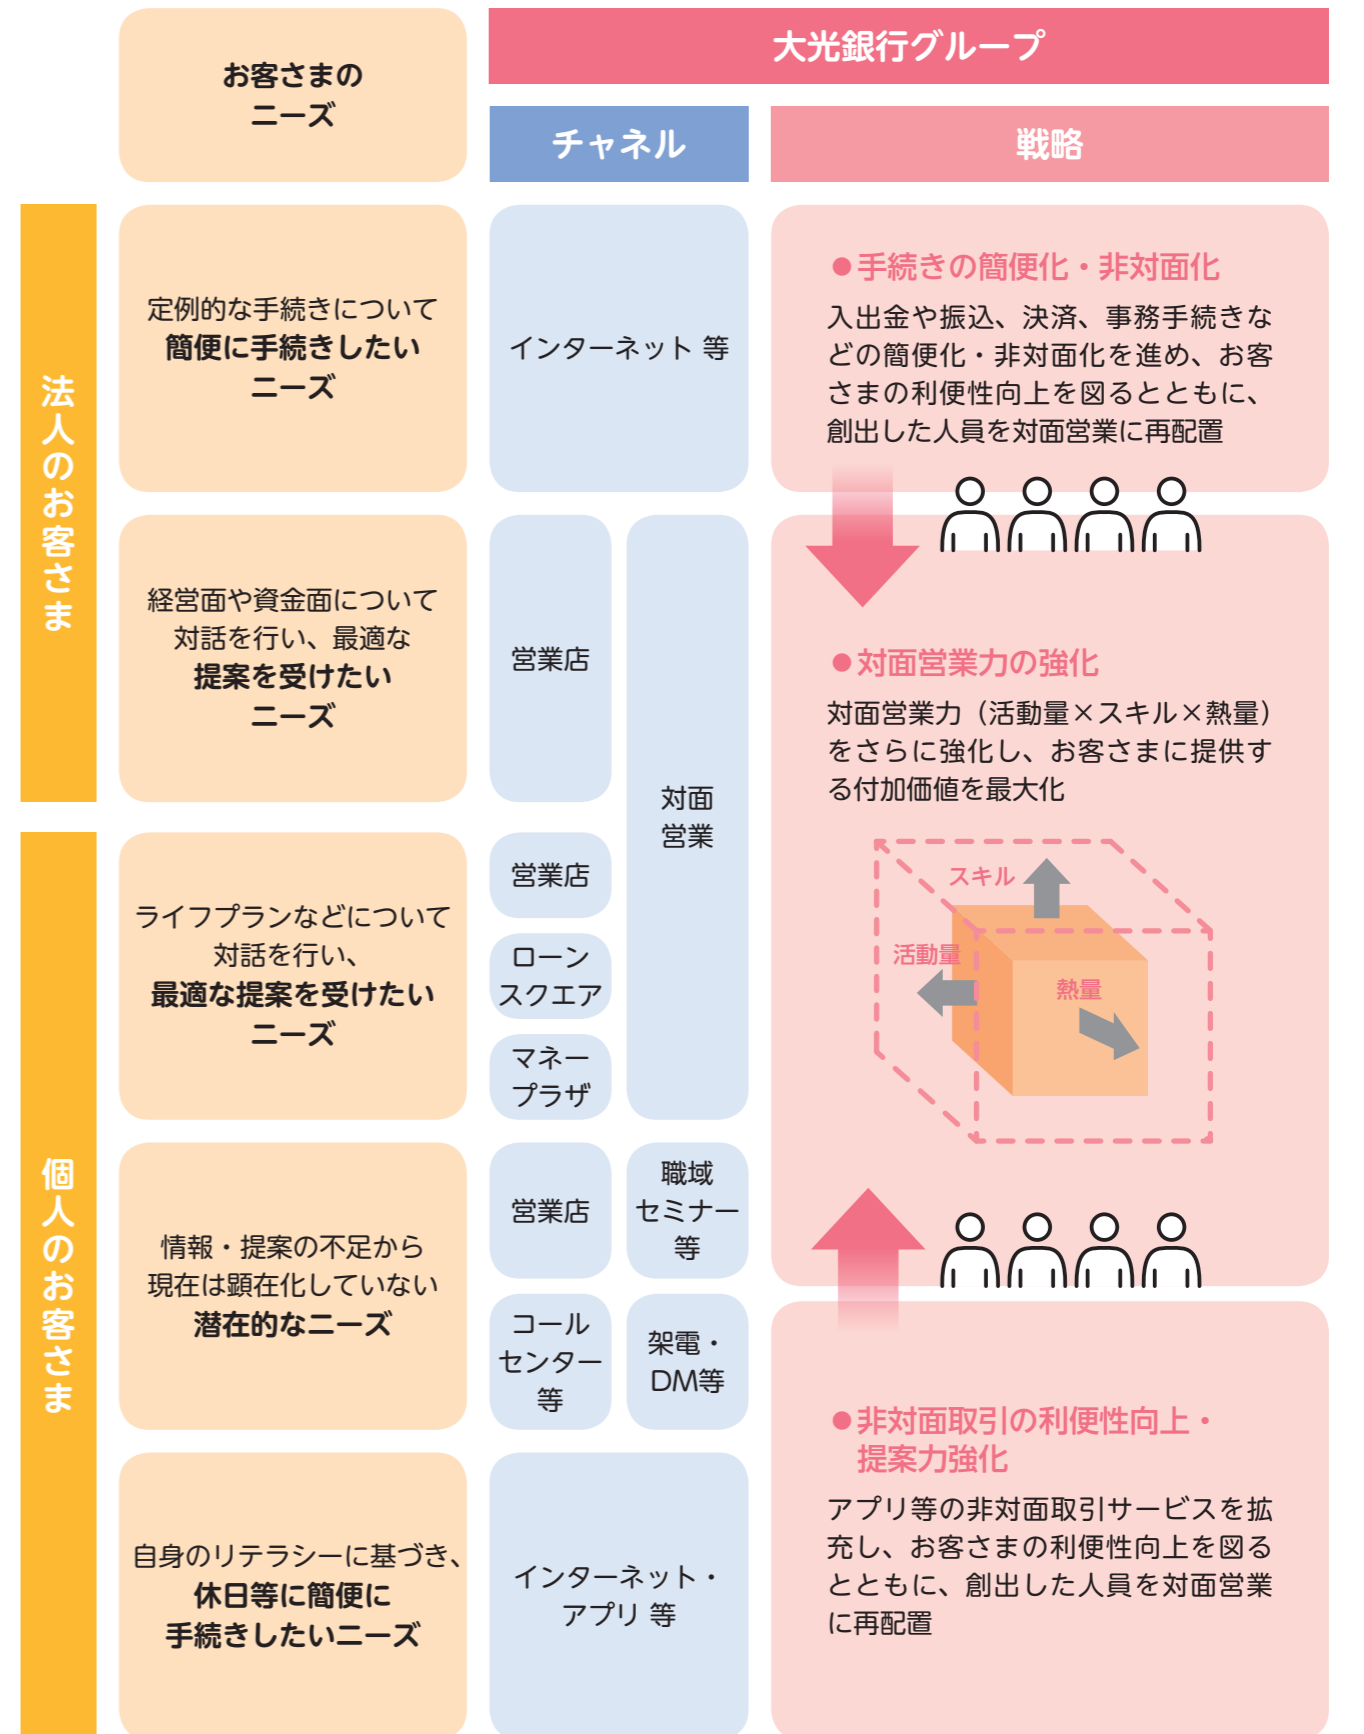 お客さまの
ニーズ
大光銀行グループ
チャネル
戦略
法人のお客さま
定例的な手続きについて
簡便に手続きしたい
ニーズ
インターネット 等
●手続きの簡便化・非対面化
入出金や振込、決済、事務手続きな
どの簡便化・非対面化を進め、お客
さまの利便性向上を図るとともに、
創出した人員を対面営業に再配置
経営面や資金面について
対話を行い、最適な
提案を受けたい
ニーズ
営業店
対面
営業
●対面営業力の強化
対面営業力（活動量×スキル×熱量）
をさらに強化し、お客さまに提供す
る付加価値を最大化
スキル
活動量
熱量
個人のお客さま
ライフプランなどについて
対話を行い、
最適な提案を受けたい
ニーズ
営業店
ローン
スクエア
マネー
プラザ
情報・提案の不足から
現在は顕在化していない
潜在的なニーズ
営業店
職域
セミナー
等
コール
センター
等
架電・
DM等
●非対面取引の利便性向上・
提案力強化
アプリ等の非対面取引サービスを拡
充し、お客さまの利便性向上を図る
とともに、創出した人員を対面営業
に再配置
自身のリテラシーに基づき、
休日等に簡便に
手続きしたいニーズ
インターネット・
アプリ 等